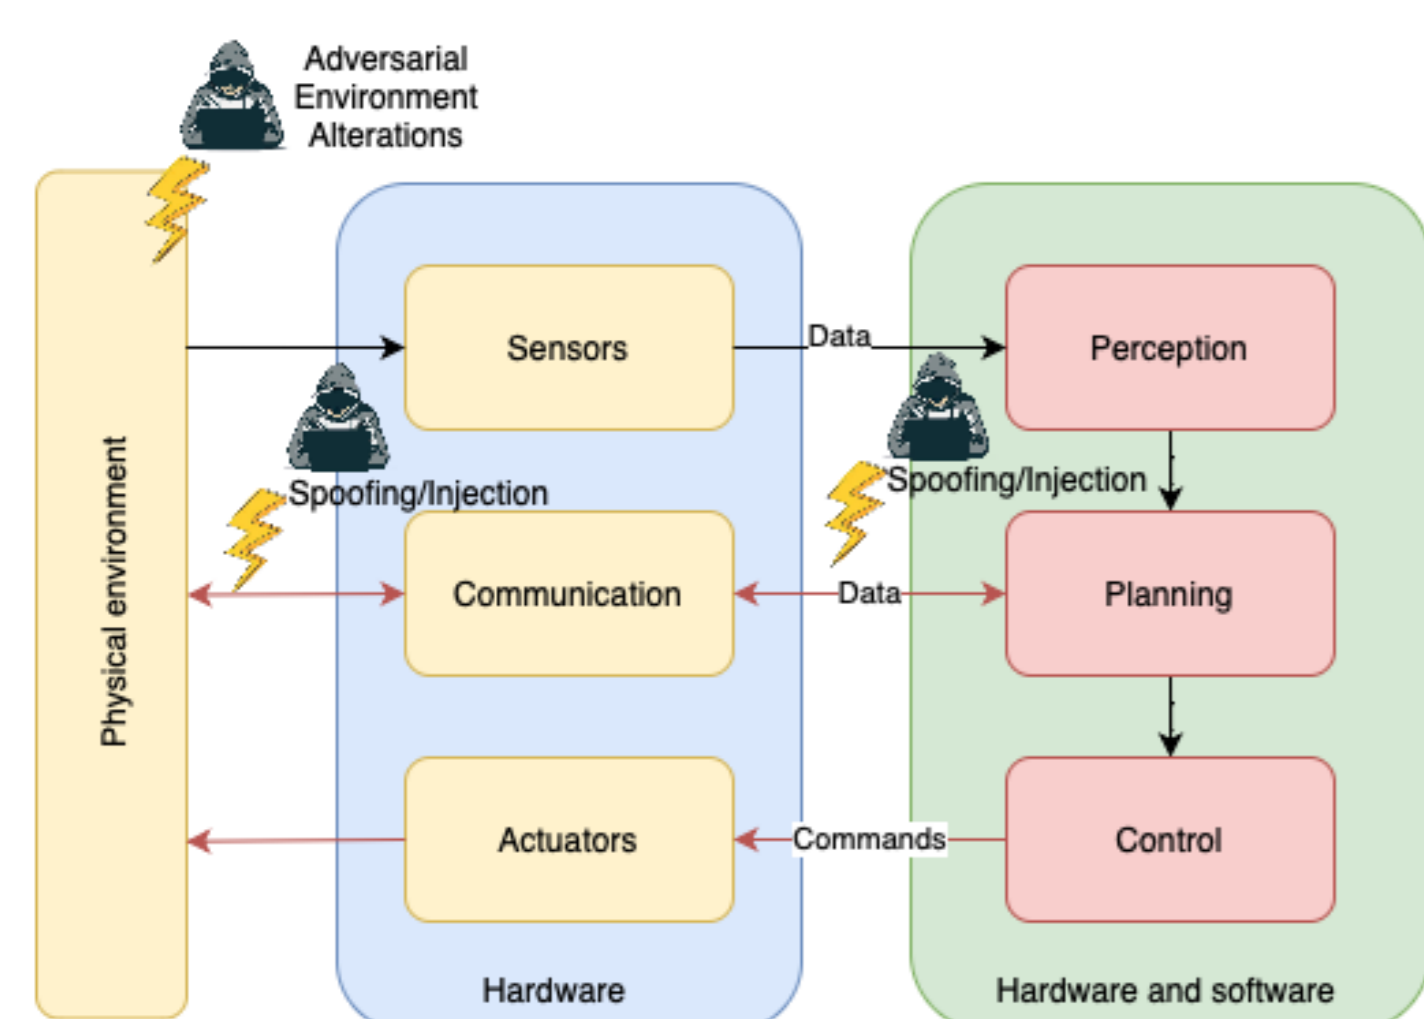 Adversarial
Environment
Alterations
Physical environment
Sensors
Data
Perception
Spoofing/Injection
Spoofing/Injection
Communication
Data
Planning
Actuators
Commands
Control
Hardware
Hardware and software